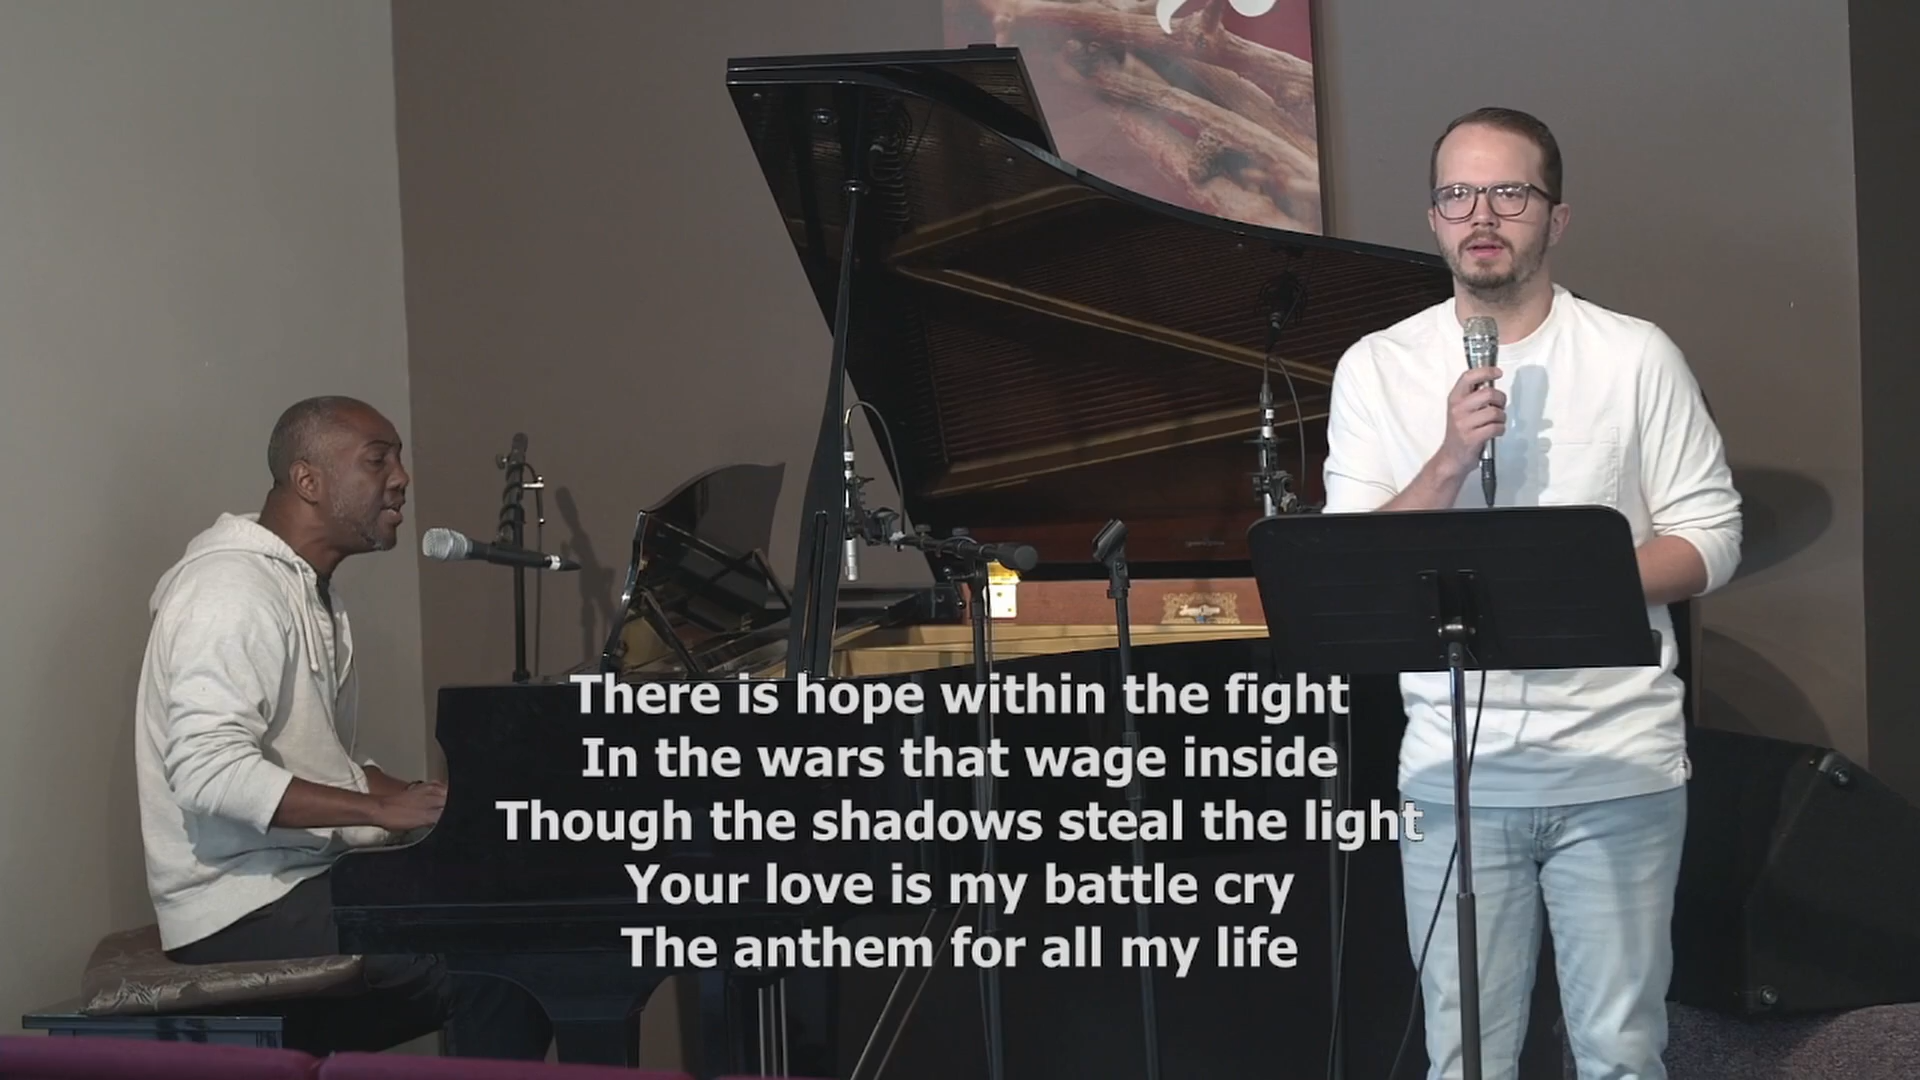 There is hope within the fight
In the wars that wage inside
Though the shadows steal the light
Your love is my battle cry
The anthem for all my life